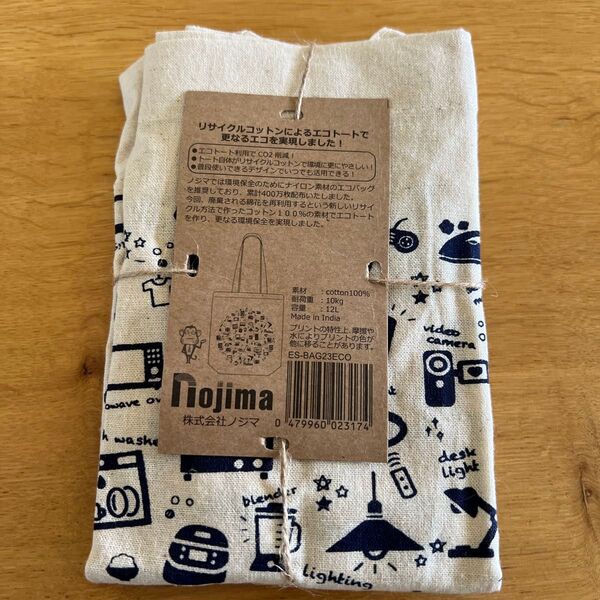 リサイクルコットンによるエコトートで
更なるエコを実現しました!
●エコトート利用でCO2削減!
●トート自体がリサイクルコットンで環境に更にやさしい!
●普段使いできるデザインでいつでも活用できる!
ノジマでは環境保全のためにナイロン素材のエコバッグ
を推奨しており、累計400万枚配布いたしました。
今回、廃棄される綿花を再利用するという新しいリサイ
クル方法で作ったコットン100%の素材でエコトート
を作り、更なる環境保全を実現しました。
素材 : cotton100%
耐荷重 : 10kg
容量 : 12L
Made in India
プリントの特性上、摩擦や
水によりプリントの色が
他に移ることがあります。
ES-BAG23ECO
nojima
株式会社ノジマ
0 479960 023174
video
camera
owave ov
h washe
desk
light
blender
lighting